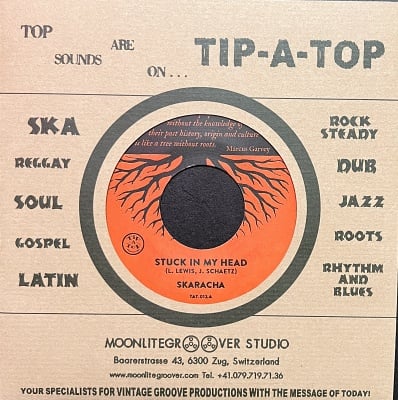 TOP
SOUNDS ARE
ON...
TIP-A-TOP
SKA
REGGAY
SOUL
GOSPEL
LATIN
ROCK
STEADY
DUB
JAZZ
ROOTS
RHYTHM
AND
BLUES
without the knowledge of
their past history, origin and culture
is like a tree without roots.
Marcus Garvey
TIP
A
TOP
STUCK IN MY HEAD
(L. LEWIS, J. SCHAETZ)
SKARACHA
TAT.013.A
MOONLITEGROOVER STUDIO
Baarerstrasse 43, 6300 Zug, Switzerland
www.moonlitegroover.com Tel. +41.079.719.71.36
YOUR SPECIALISTS FOR VINTAGE GROOVE PRODUCTIONS WITH THE MESSAGE OF TODAY!